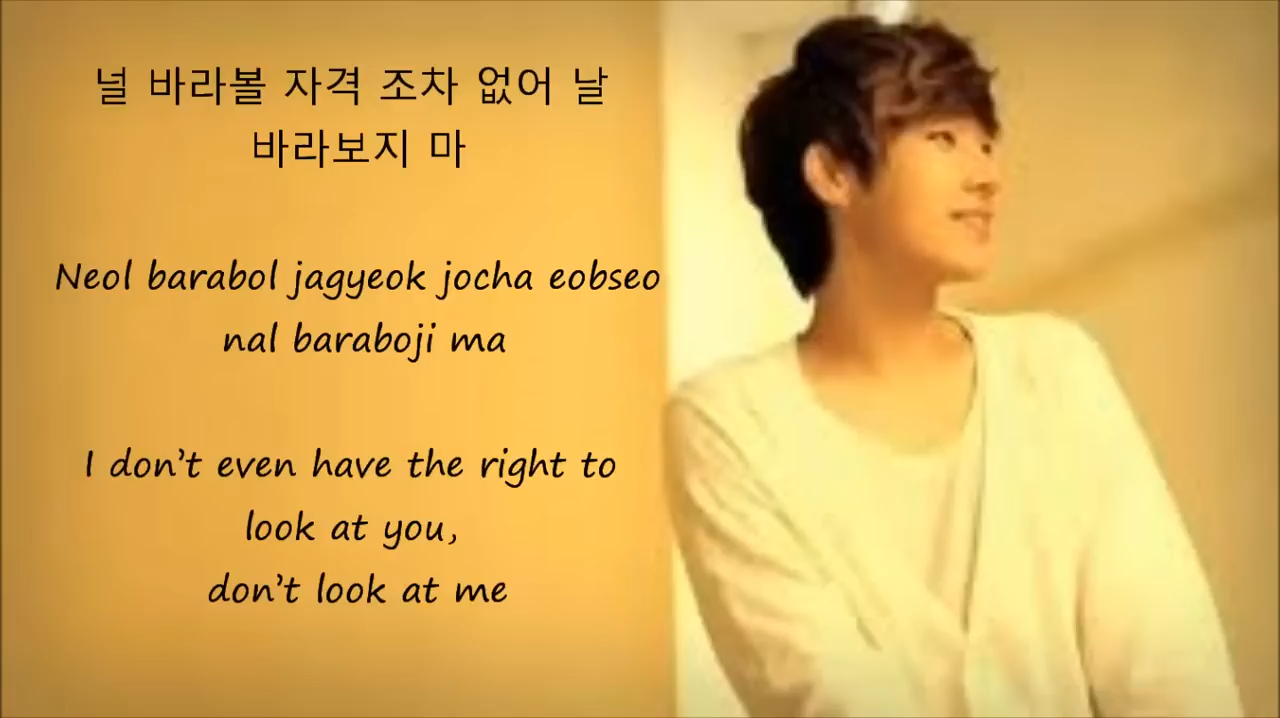 널 바라볼 자격 조차 없어 날
바라보지 마
Neol barabol jagyeok jocha eobseo
nal baraboji ma
I don't even have the right to
look at you,
don't look at me